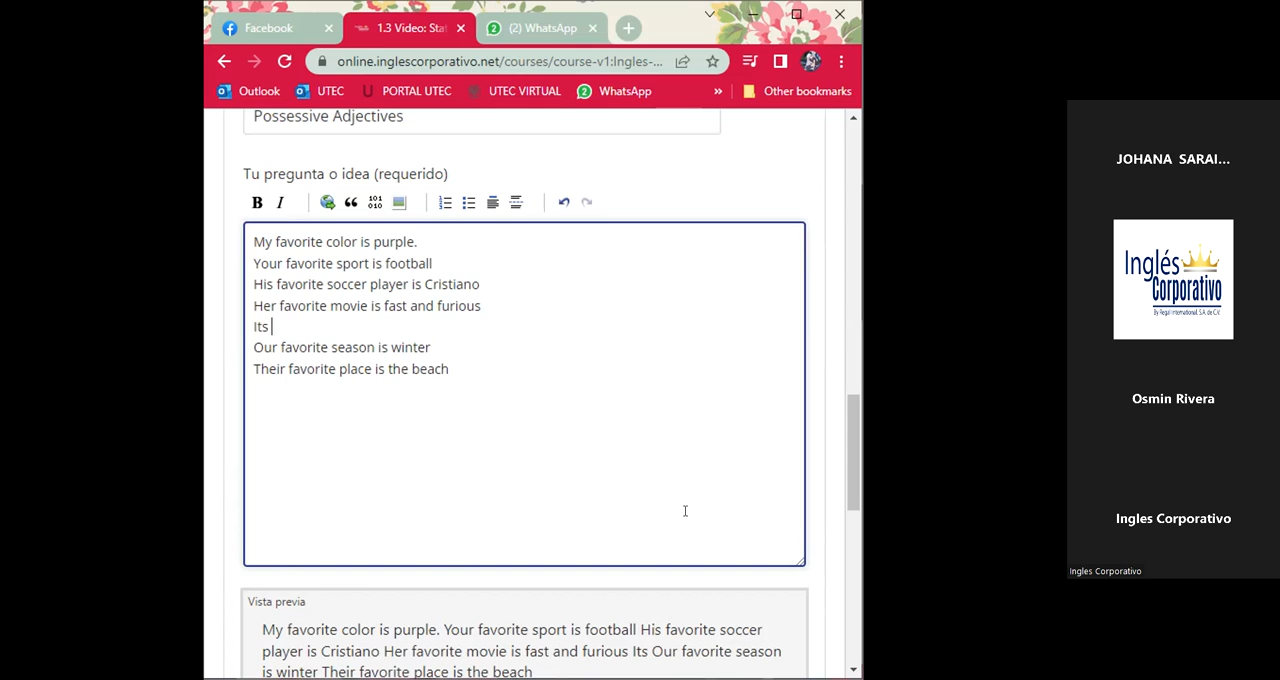 Facebook
1.3 Video: Sta
(2) WhatsApp
online.inglescorporativo.net/courses/course-v1:Ingles-...
Outlook
UTEC
PORTAL UTEC
UTEC VIRTUAL
WhatsApp
»
Other bookmarks
Possessive Adjectives
Tu pregunta o idea (requerido)
B I
My favorite color is purple.
Your favorite sport is football
His favorite soccer player is Cristiano
Her favorite movie is fast and furious
Its
Our favorite season is winter
Their favorite place is the beach
Vista previa
My favorite color is purple. Your favorite sport is football His favorite soccer
player is Cristiano Her favorite movie is fast and furious Its Our favorite season
is winter Their favorite place is the beach
JOHANA SARAI...
Inglés
Corporativo
By Regal International, S.A. de C.V.
Osmin Rivera
Ingles Corporativo
Ingles Corporativo